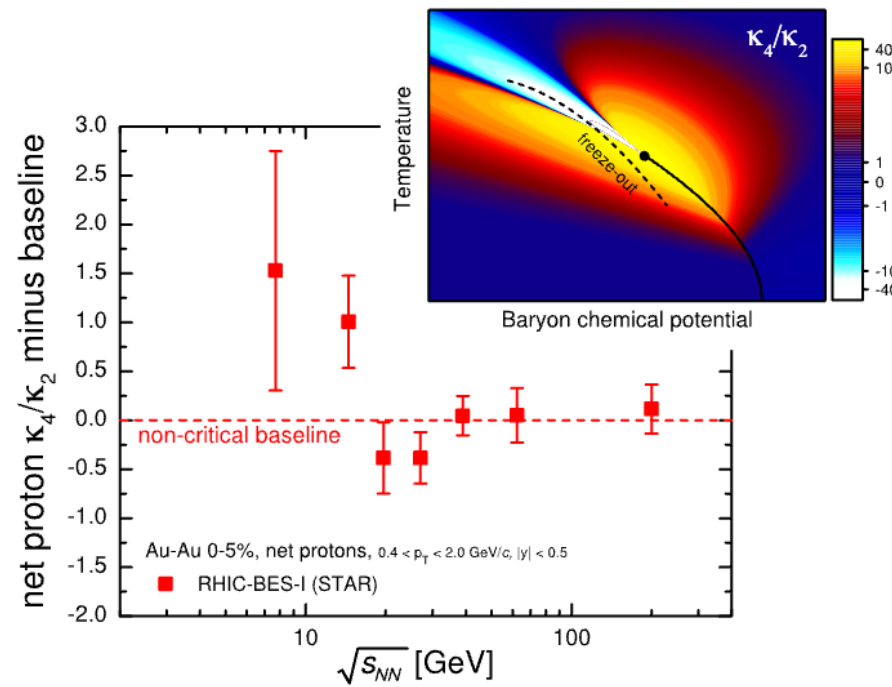 κ₄/κ₂
40
10
1
0
-1
-10
-40
Temperature
freeze-out
Baryon chemical potential
net proton κ₄/κ₂ minus baseline
3.0
2.5
2.0
1.5
1.0
0.5
0.0
-0.5
-1.0
-1.5
-2.0
non-critical baseline
Au-Au 0-5%, net protons, 0.4 < p_T < 2.0 GeV/c, |y| < 0.5
RHIC-BES-I (STAR)
10 100
√s_NN [GeV]